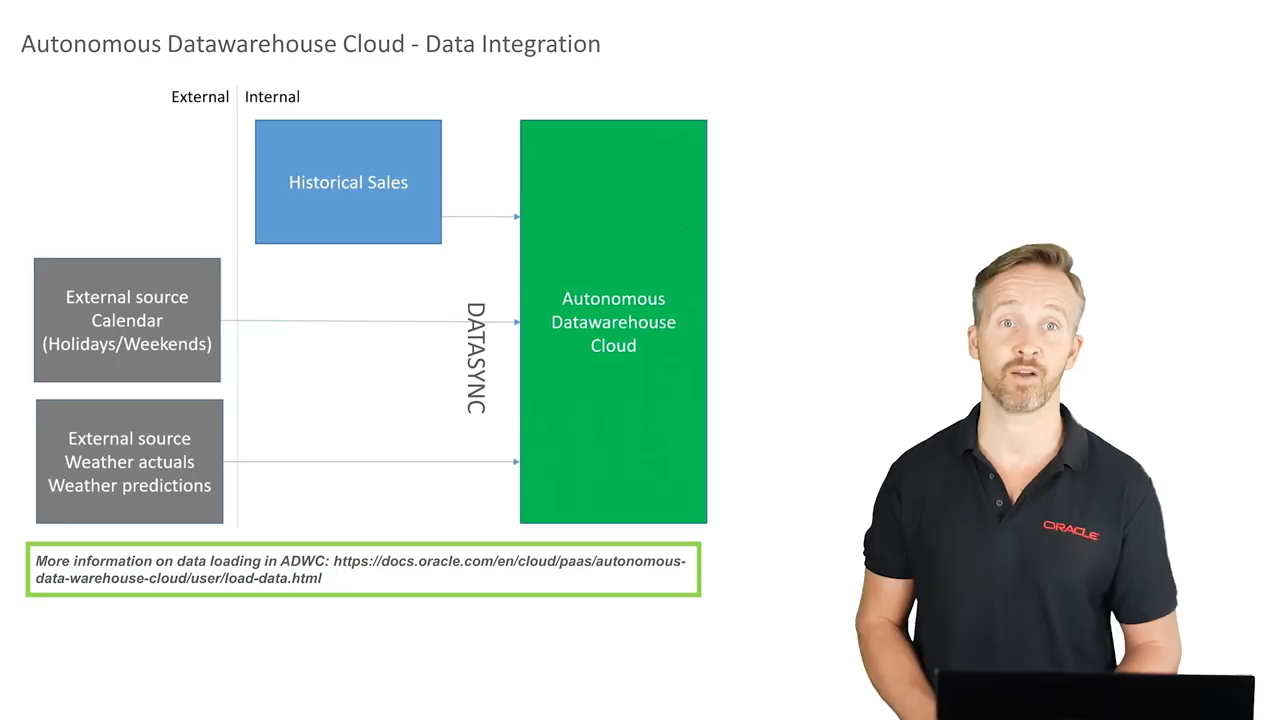 Autonomous Datawarehouse Cloud - Data Integration
External
Internal
Historical Sales
External source
Calendar
(Holidays/Weekends)
External source
Weather actuals
Weather predictions
DATASYNC
Autonomous
Datawarehouse
Cloud
More information on data loading in ADWC: https://docs.oracle.com/en/cloud/paas/autonomous-
data-warehouse-cloud/user/load-data.html
ORACLE